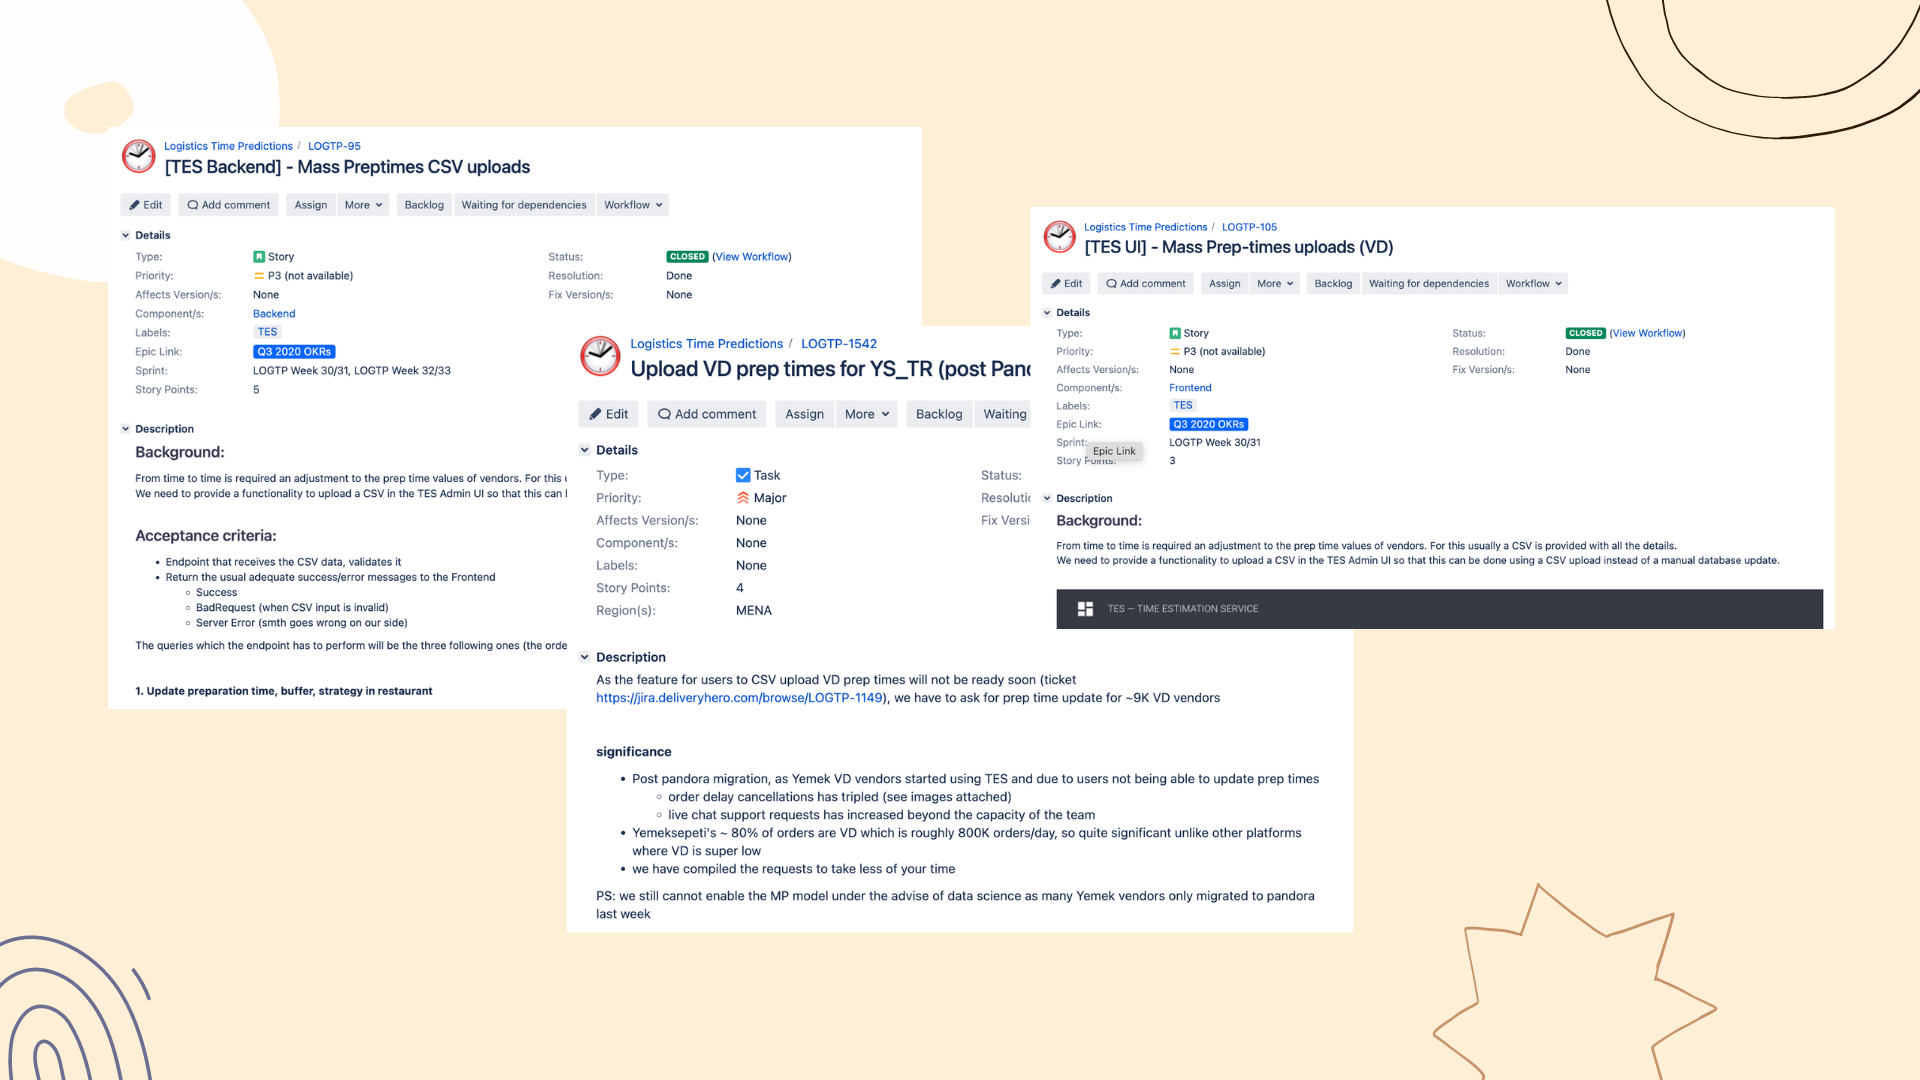 Logistics Time Predictions / LOGTP-95
[TES Backend] - Mass Preptimes CSV uploads
Edit Add comment Assign More Backlog Waiting for dependencies Workflow
Details
Type: Story
Priority: P3 (not available)
Affects Version/s: None
Component/s: Backend
Labels: TES
Epic Link: Q3 2020 OKRs
Sprint: LOGTP Week 30/31, LOGTP Week 32/33
Story Points: 5
Status: CLOSED (View Workflow)
Resolution: Done
Fix Version/s: None
Description
Background:
From time to time is required an adjustment to the prep time values of vendors. For this
We need to provide a functionality to upload a CSV in the TES Admin UI so that this can
Acceptance criteria:
• Endpoint that receives the CSV data, validates it
• Return the usual adequate success/error messages to the Frontend
◦ Success
◦ BadRequest (when CSV input is invalid)
◦ Server Error (smth goes wrong on our side)
The queries which the endpoint has to perform will be the three following ones (the orde
1. Update preparation time, buffer, strategy in restaurant
Logistics Time Predictions / LOGTP-1542
Upload VD prep times for YS_TR (post Pand
Edit Add comment Assign More Backlog Waiting
Details
Type: Task
Priority: Major
Affects Version/s: None
Component/s: None
Labels: None
Story Points: 4
Region(s): MENA
Status:
Resolutio
Fix Versi
Description
As the feature for users to CSV upload VD prep times will not be ready soon (ticket
https://jira.deliveryhero.com/browse/LOGTP-1149), we have to ask for prep time update for ~9K VD vendors
significance
• Post pandora migration, as Yemek VD vendors started using TES and due to users not being able to update prep times
◦ order delay cancellations has tripled (see images attached)
◦ live chat support requests has increased beyond the capacity of the team
• Yemeksepeti's ~ 80% of orders are VD which is roughly 800K orders/day, so quite significant unlike other platforms
where VD is super low
• we have compiled the requests to take less of your time
PS: we still cannot enable the MP model under the advise of data science as many Yemek vendors only migrated to pandora
last week
Logistics Time Predictions / LOGTP-105
[TES UI] - Mass Prep-times uploads (VD)
Edit Add comment Assign More Backlog Waiting for dependencies Workflow
Details
Type: Story
Priority: P3 (not available)
Affects Version/s: None
Component/s: Frontend
Labels: TES
Epic Link: Q3 2020 OKRs
Sprint: LOGTP Week 30/31
Epic Link
Story Points: 3
Status: CLOSED (View Workflow)
Resolution: Done
Fix Version/s: None
Description
Background:
From time to time is required an adjustment to the prep time values of vendors. For this usually a CSV is provided with all the details.
We need to provide a functionality to upload a CSV in the TES Admin UI so that this can be done using a CSV upload instead of a manual database update.
TES — TIME ESTIMATION SERVICE